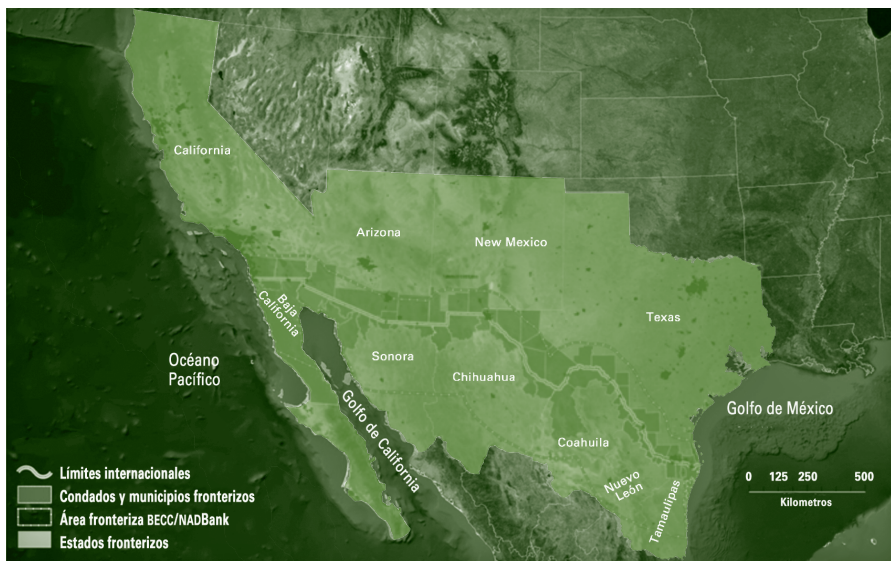 California
Arizona
New Mexico
Baja
California
Texas
Océano
Pacífico
Sonora
Chihuahua
Golfo de California
Golfo de México
Coahuila
Nuevo
León
Tamaulipas
Límites internacionales
Condados y municipios fronterizos
Área fronteriza BECC/NADBank
Estados fronterizos
0 125 250 500
Kilometros